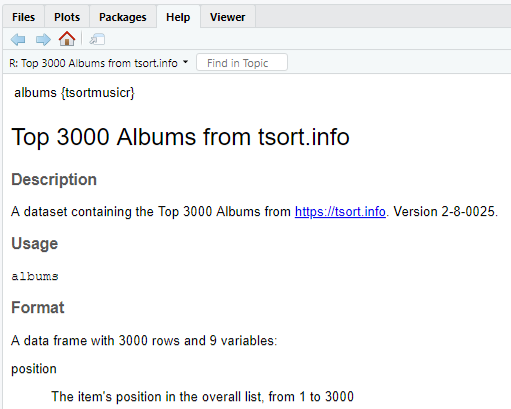 Files Plots Packages Help Viewer
R: Top 3000 Albums from tsort.info Find in Topic
albums {tsortmusicr}
Top 3000 Albums from tsort.info
Description
A dataset containing the Top 3000 Albums from https://tsort.info. Version 2-8-0025.
Usage
albums
Format
A data frame with 3000 rows and 9 variables:
position
The item's position in the overall list, from 1 to 3000